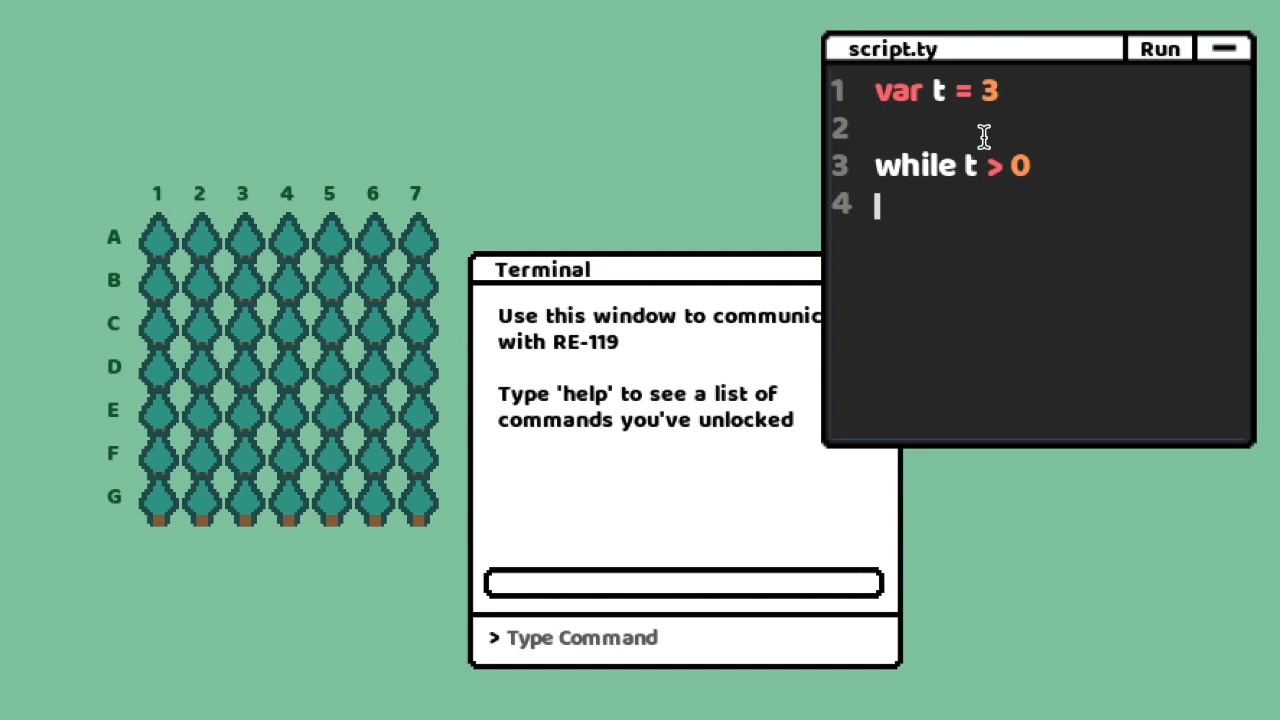 1 2 3 4 5 6 7
A
B
C
D
E
F
G
Terminal
Use this window to communic
with RE-119
Type 'help' to see a list of
commands you've unlocked
> Type Command
script.ty
Run
1 var t = 3
2
3 while t > 0
4